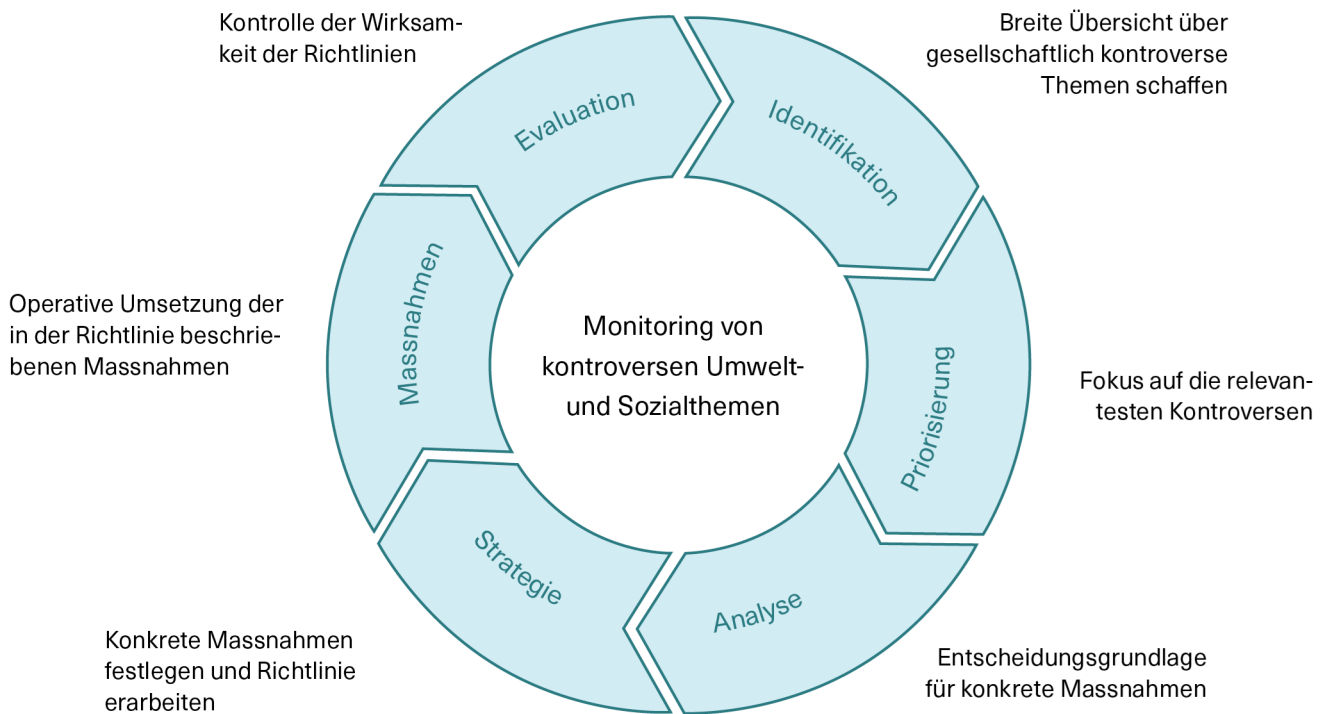 Kontrolle der Wirksam-
keit der Richtlinien
Breite Übersicht über
gesellschaftlich kontroverse
Themen schaffen
Evaluation
Identifikation
Massnahmen
Operative Umsetzung der
in der Richtlinie beschrie-
benen Massnahmen
Monitoring von
kontroversen Umwelt-
und Sozialthemen
Priorisierung
Fokus auf die relevan-
testen Kontroversen
Strategie
Analyse
Konkrete Massnahmen
festlegen und Richtlinie
erarbeiten
Entscheidungsgrundlage
für konkrete Massnahmen